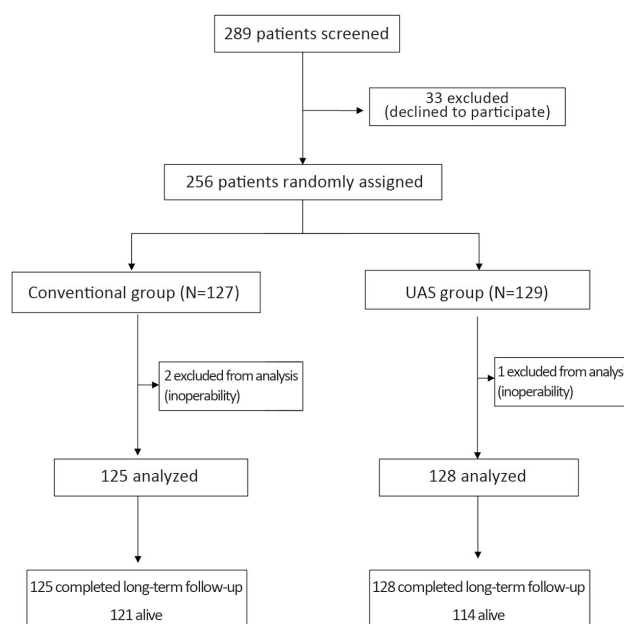 289 patients screened
33 excluded
(declined to participate)
256 patients randomly assigned
Conventional group (N=127)
UAS group (N=129)
2 excluded from analysis
(inoperability)
1 excluded from analysis
(inoperability)
125 analyzed
128 analyzed
125 completed long-term follow-up
121 alive
128 completed long-term follow-up
114 alive